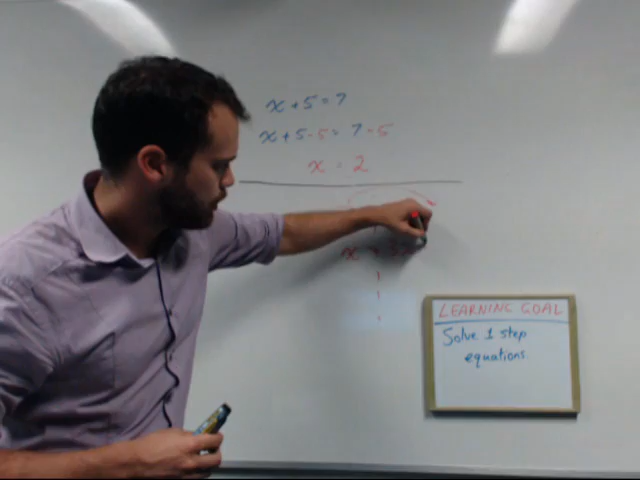 x + 5 = 7
x + 5 - 5 = 7 - 5
x = 2
x
LEARNING GOAL
Solve 1 step
equations.